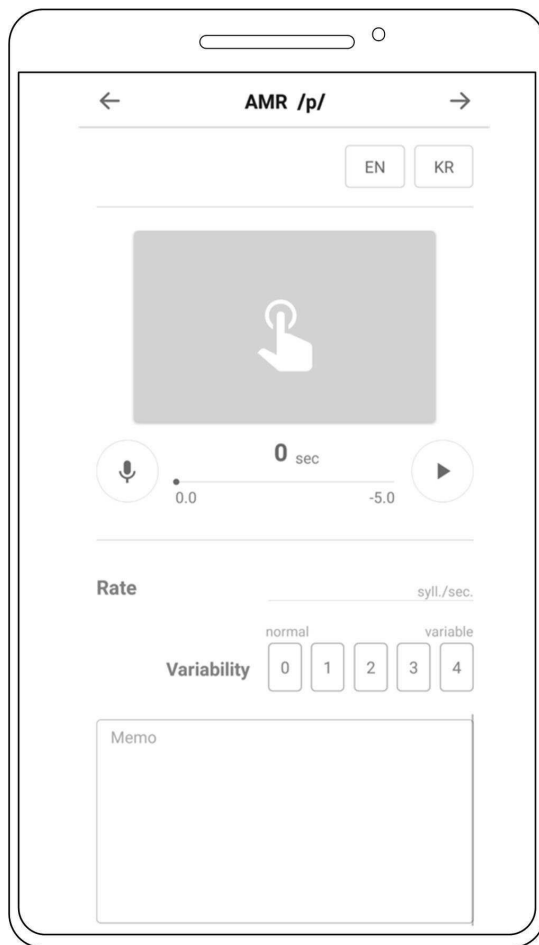 AMR /p/
EN KR
0 sec
0.0 -5.0
Rate syll./sec.
normal variable
Variability 0 1 2 3 4
Memo